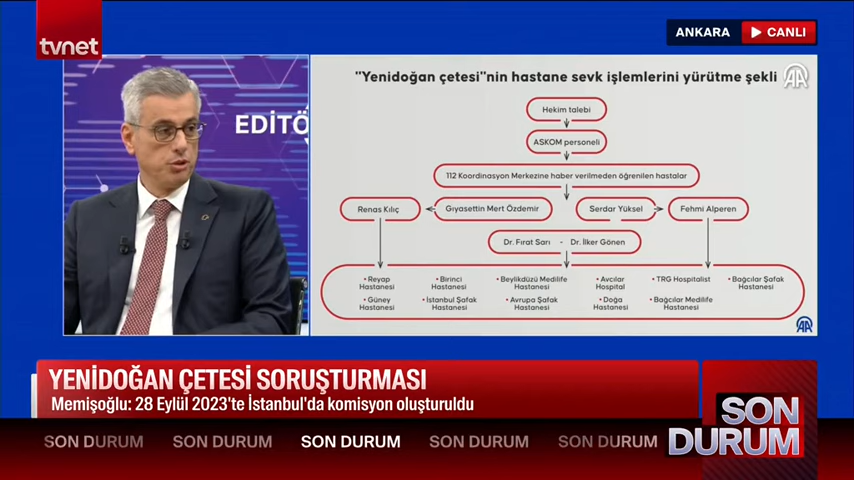 tvnet
ANKARA
CANLI
EDİTÖ
"Yenidoğan çetesi"nin hastane sevk işlemlerini yürütme şekli
AA
Hekim talebi
ASKOM personeli
112 Koordinasyon Merkezine haber verilmeden öğrenilen hastalar
Renas Kılıç
Gıyasettin Mert Özdemir
Serdar Yüksel
Fehmi Alperen
Dr. Fırat Sarı - Dr. İlker Gönen
• Reyap Hastanesi
• Birinci Hastanesi
• Beylikdüzü Medilife Hastanesi
• Avcılar Hospital
• TRG Hospitalist
• Bağcılar Şafak Hastanesi
• Güney Hastanesi
• İstanbul Şafak Hastanesi
• Avrupa Şafak Hastanesi
• Doğa Hastanesi
• Bağcılar Medilife Hastanesi
AA
YENİDOĞAN ÇETESİ SORUŞTURMASI
Memişoğlu: 28 Eylül 2023'te İstanbul'da komisyon oluşturuldu
SON DURUM
SON DURUM SON DURUM SON DURUM SON DURUM SON DURUM